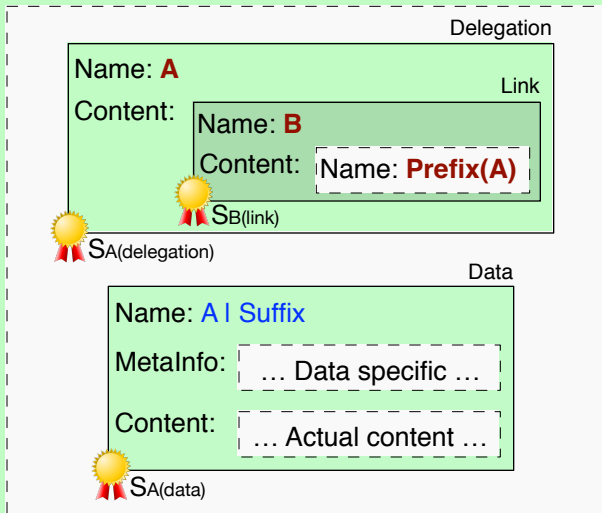 Delegation
Name: A
Link
Content:
Name: B
Content: Name: Prefix(A)
SB(link)
SA(delegation)
Data
Name: A | Suffix
MetaInfo: ... Data specific ...
Content: ... Actual content ...
SA(data)